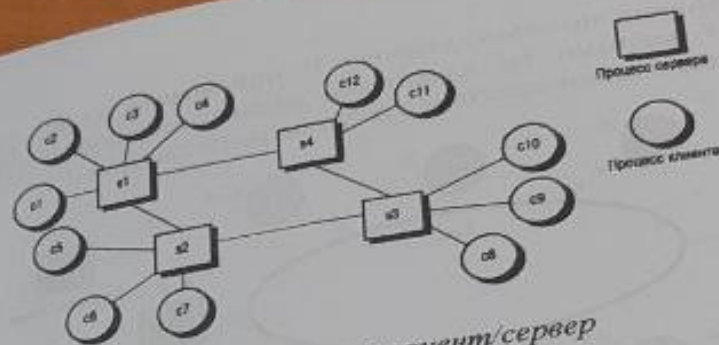 c12
c11
c4
c3
c2
c1
s1
s4
c10
c9
c8
s3
s2
c5
c6
c7
Процесс сервера
Процесс клиента
клиент/сервер